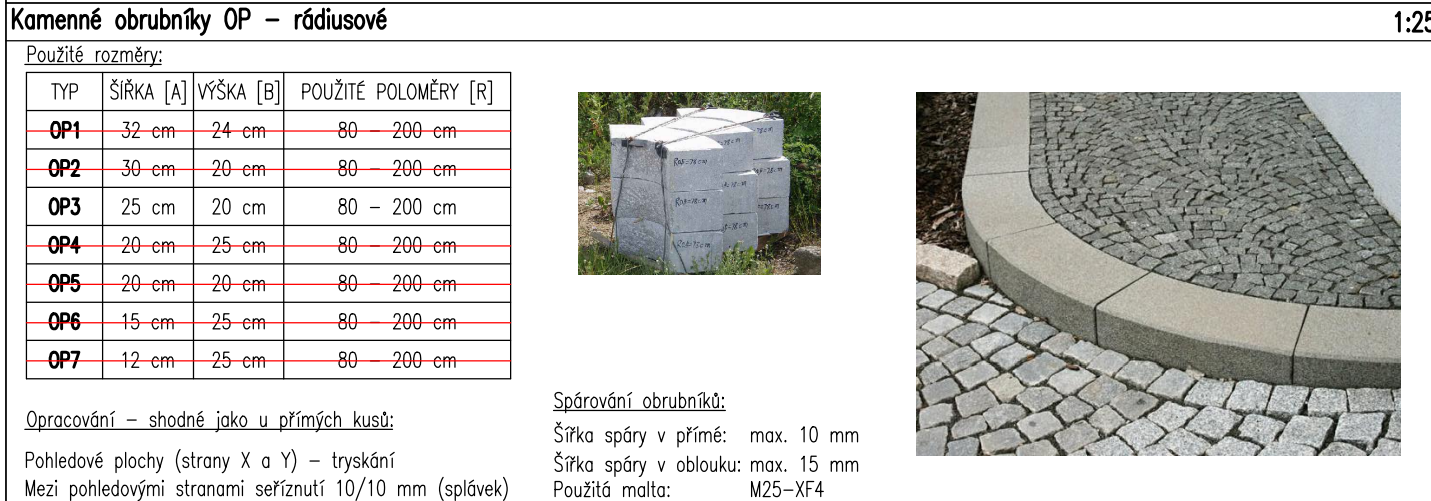 Kamenné obrubníky OP – rádiusové 1:25
Použité rozměry:
TYP ŠÍŘKA [A] VÝŠKA [B] POUŽITÉ POLOMĚRY [R]
OP1 32 cm 24 cm 80 – 200 cm
OP2 30 cm 20 cm 80 – 200 cm
OP3 25 cm 20 cm 80 – 200 cm
OP4 20 cm 25 cm 80 – 200 cm
OP5 20 cm 20 cm 80 – 200 cm
OP6 15 cm 25 cm 80 – 200 cm
OP7 12 cm 25 cm 80 – 200 cm
Opracování – shodné jako u přímých kusů:
Pohledové plochy (strany X a Y) – tryskání
Mezi pohledovými stranami seříznutí 10/10 mm (splávek)
Spárování obrubníků:
Šířka spáry v přímé: max. 10 mm
Šířka spáry v oblouku: max. 15 mm
Použitá malta: M25–XF4